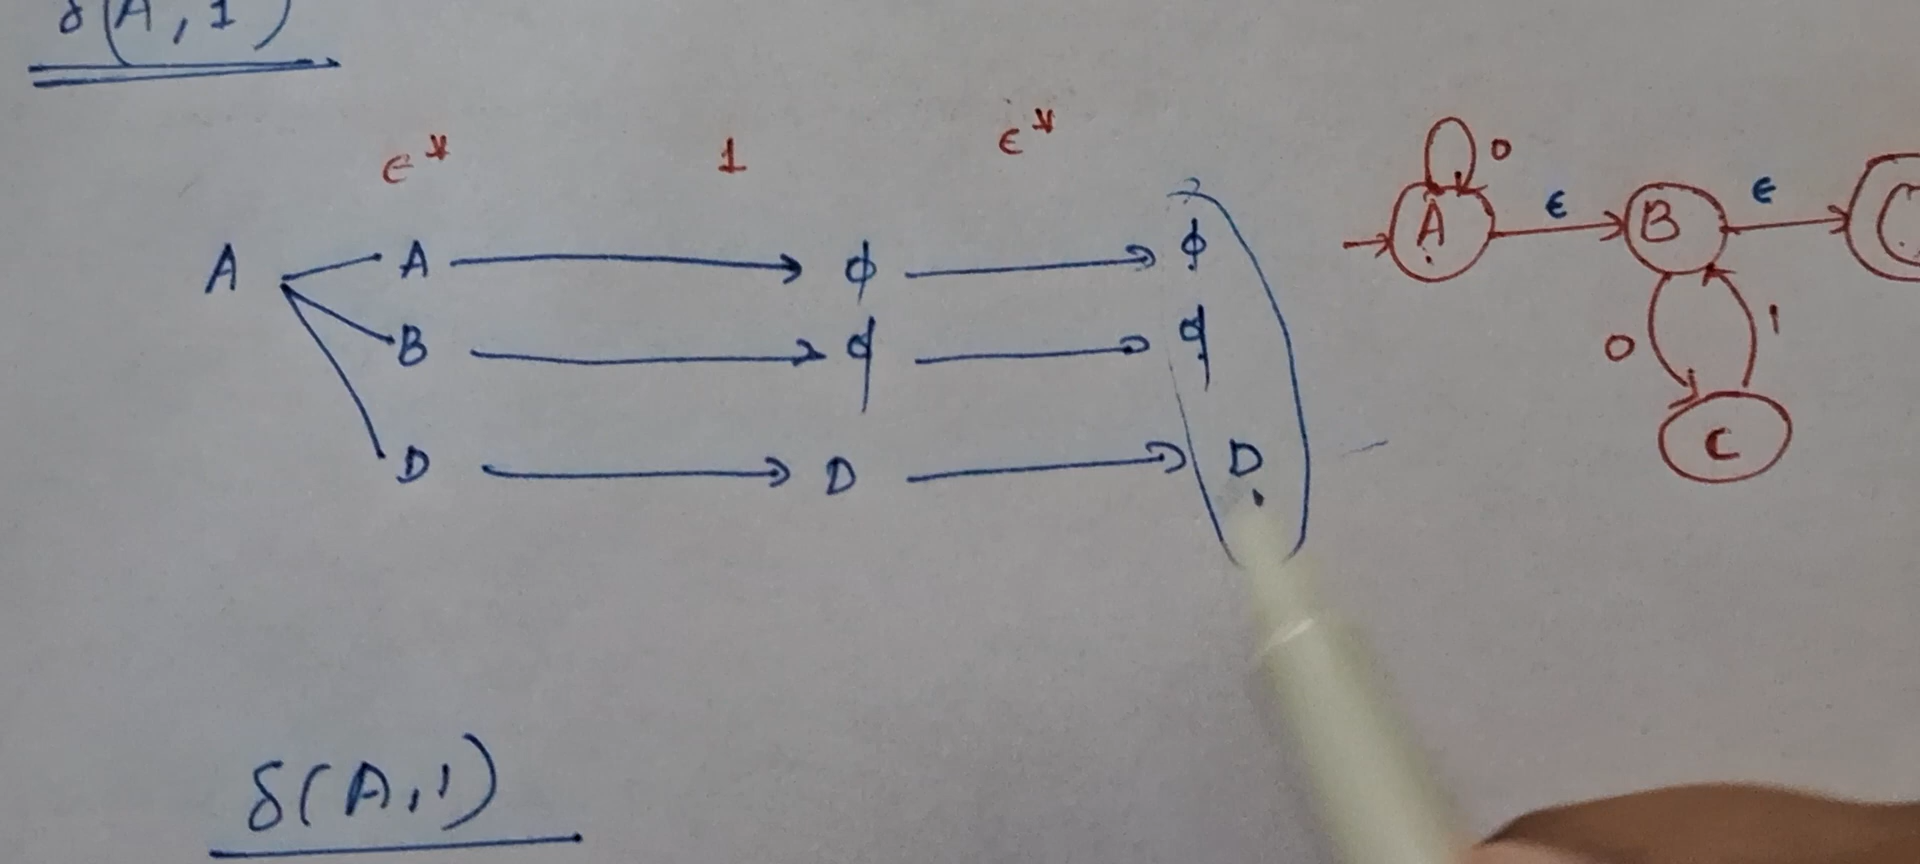 δ(A, 1)
ϵ* 1 ϵ*
A A ϕ ϕ
B ϕ ϕ
D D D
0
A ϵ B ϵ
0 1
C
δ(A, 1)